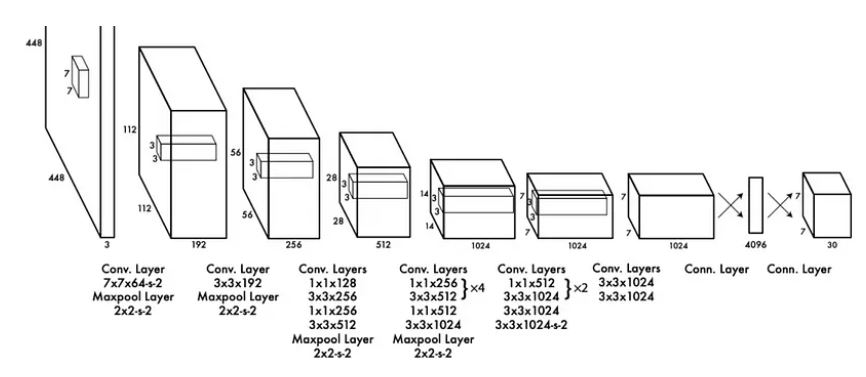 448
7
7
448
3
112
3
3
112
192
56
3
3
56
256
28
3
3
28
512
14
3
3
14
1024
7
3
3
7
1024
7
7
1024
4096
7
7
30
Conv. Layer
7x7x64-s-2
Maxpool Layer
2x2-s-2
Conv. Layer
3x3x192
Maxpool Layer
2x2-s-2
Conv. Layers
1x1x128
3x3x256
1x1x256
3x3x512
Maxpool Layer
2x2-s-2
Conv. Layers
1x1x256
3x3x512 } ×4
1x1x512
3x3x1024
Maxpool Layer
2x2-s-2
Conv. Layers
1x1x512
3x3x1024 } ×2
3x3x1024
3x3x1024-s-2
Conv. Layers
3x3x1024
3x3x1024
Conn. Layer
Conn. Layer